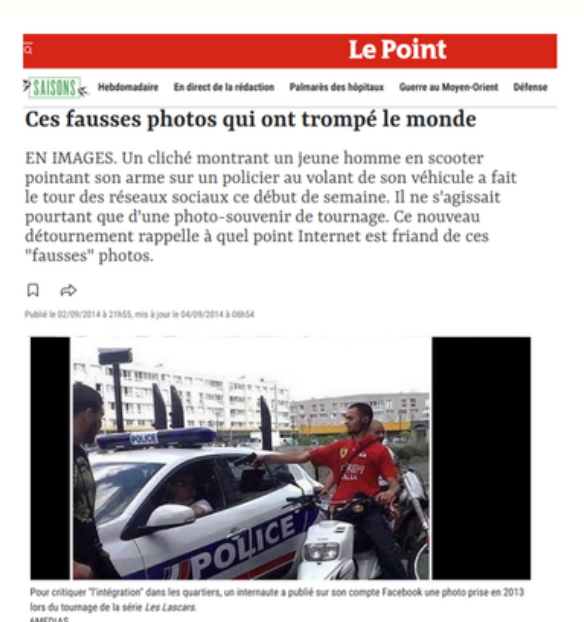 Le Point
SAISONS Hebdomadaire En direct de la rédaction Palmarès des hôpitaux Guerre au Moyen-Orient Défense
Ces fausses photos qui ont trompé le monde
EN IMAGES. Un cliché montrant un jeune homme en scooter
pointant son arme sur un policier au volant de son véhicule a fait
le tour des réseaux sociaux ce début de semaine. Il ne s'agissait
pourtant que d'une photo-souvenir de tournage. Ce nouveau
détournement rappelle à quel point Internet est friand de ces
"fausses" photos.
Publié le 02/09/2014 à 21h55, mis à jour le 04/09/2014 à 06h54
POLICE
POLICE
Pour critiquer "l'intégration" dans les quartiers, un internaute a publié sur son compte Facebook une photo prise en 2013
lors du tournage de la série Les Lascars.
6MEDIAS